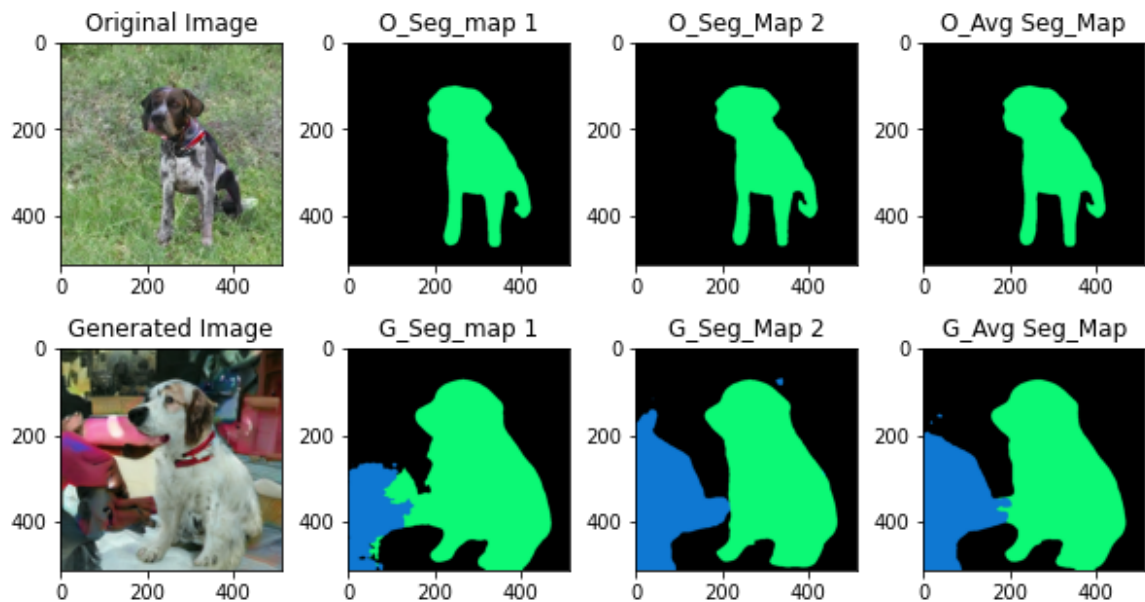 Original Image O_Seg_map 1 O_Seg_Map 2 O_Avg Seg_Map
0 0 0 0
200 200 200 200
400 400 400 400
0 200 400 0 200 400 0 200 400 0 200 400
Generated Image G_Seg_map 1 G_Seg_Map 2 G_Avg Seg_Map
0 0 0 0
200 200 200 200
400 400 400 400
0 200 400 0 200 400 0 200 400 0 200 400